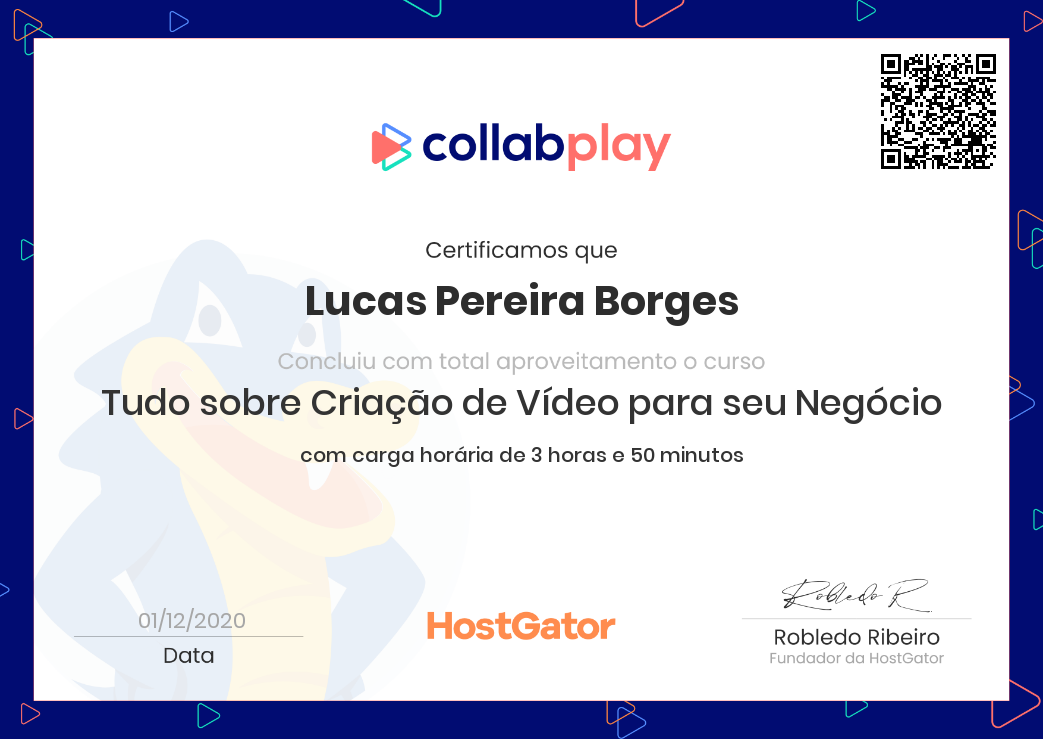 collabplay
Certificamos que
Lucas Pereira Borges
Concluiu com total aproveitamento o curso
Tudo sobre Criação de Vídeo para seu Negócio
com carga horária de 3 horas e 50 minutos
01/12/2020
Data
HostGator
Robledo R.
Robledo Ribeiro
Fundador da HostGator